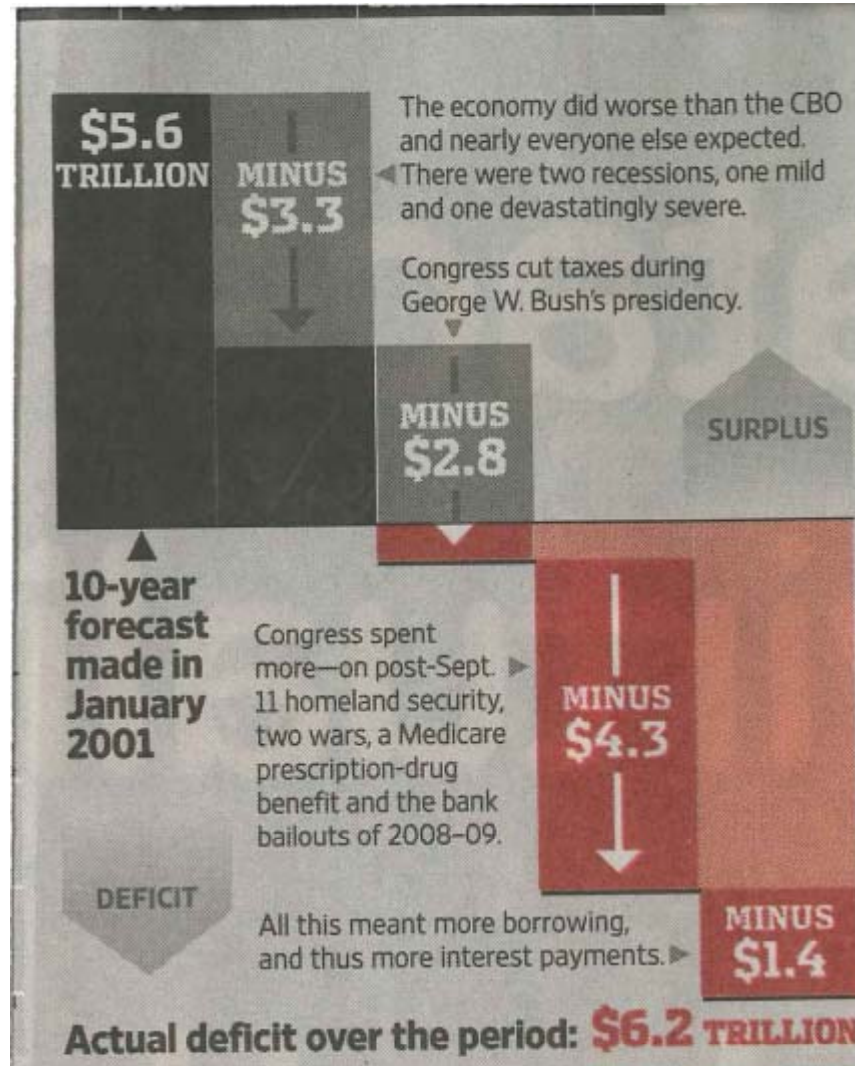 $5.6
TRILLION
MINUS
$3.3
The economy did worse than the CBO
and nearly everyone else expected.
There were two recessions, one mild
and one devastatingly severe.
Congress cut taxes during
George W. Bush's presidency.
MINUS
$2.8
SURPLUS
10-year
forecast
made in
January
2001
Congress spent
more—on post-Sept.
11 homeland security,
two wars, a Medicare
prescription-drug
benefit and the bank
bailouts of 2008–09.
MINUS
$4.3
DEFICIT
All this meant more borrowing,
and thus more interest payments.
MINUS
$1.4
Actual deficit over the period: $6.2 TRILLION